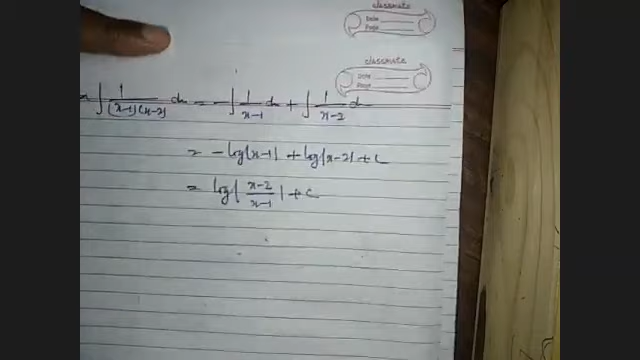 classmate
Date
Page
classmate
Date
Page
∫ 1/((x-1)(x-2)) dx = -∫ 1/(x-1) dx + ∫ 1/(x-2) dx
= -log|x-1| + log|x-2| + C
= log|(x-2)/(x-1)| + C